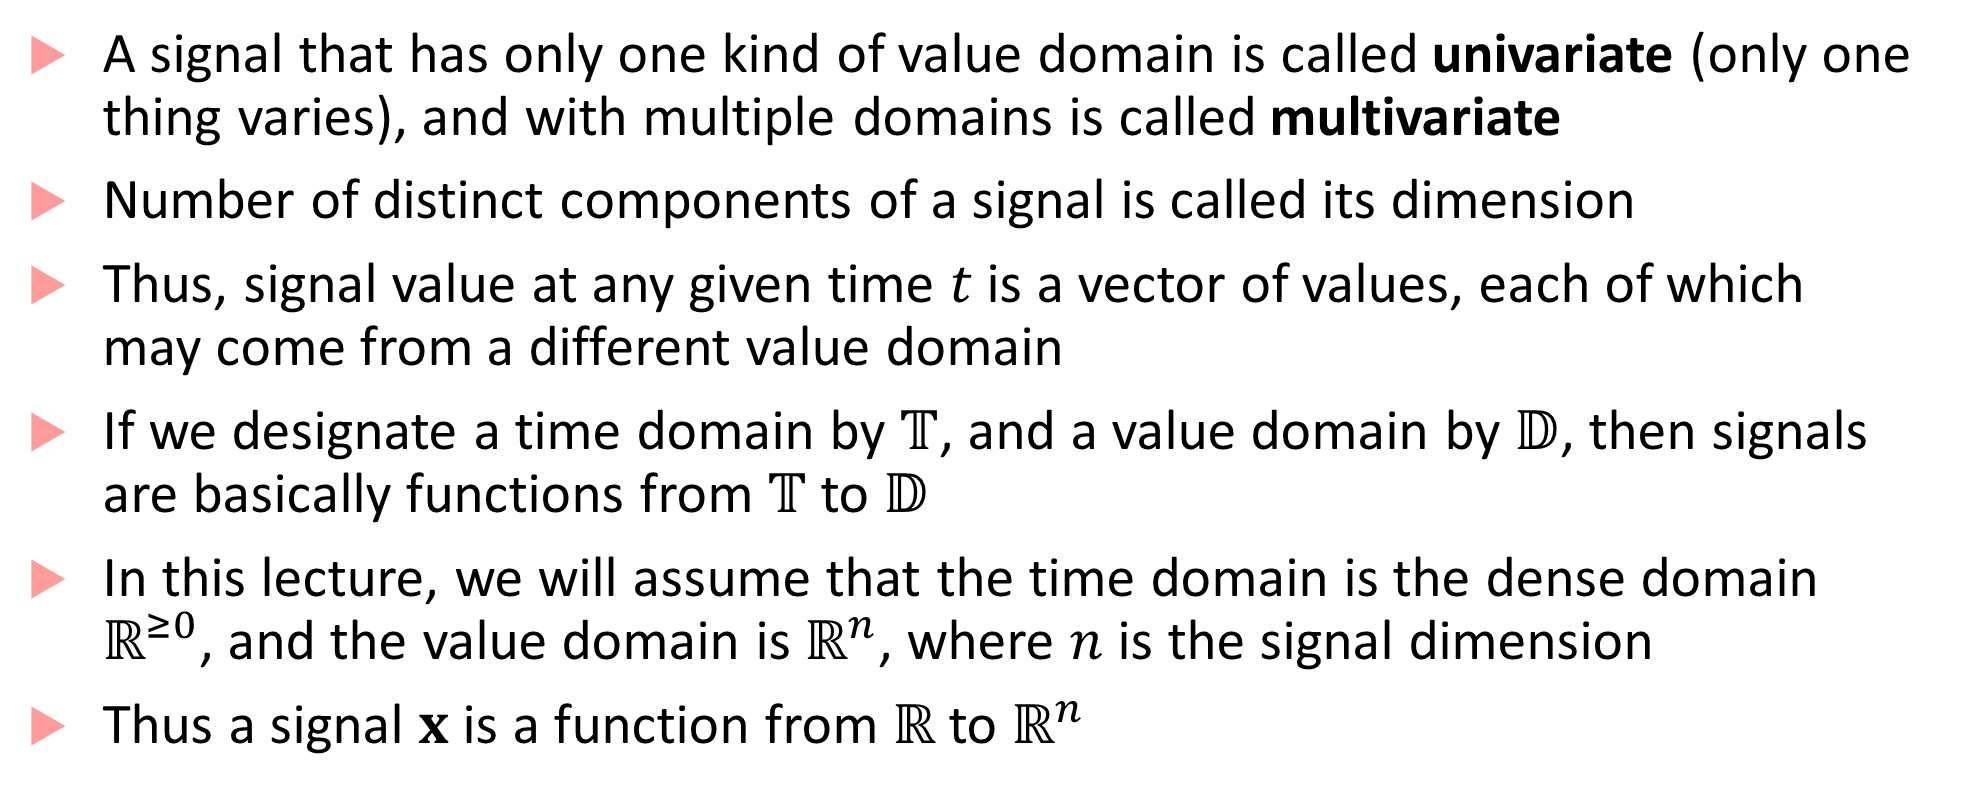 A signal that has only one kind of value domain is called univariate (only one
thing varies), and with multiple domains is called multivariate
Number of distinct components of a signal is called its dimension
Thus, signal value at any given time 𝑡 is a vector of values, each of which
may come from a different value domain
If we designate a time domain by 𝕋, and a value domain by 𝔻, then signals
are basically functions from 𝕋 to 𝔻
In this lecture, we will assume that the time domain is the dense domain
ℝ^≥0, and the value domain is ℝ^𝑛, where 𝑛 is the signal dimension
Thus a signal 𝐱 is a function from ℝ to ℝ^𝑛